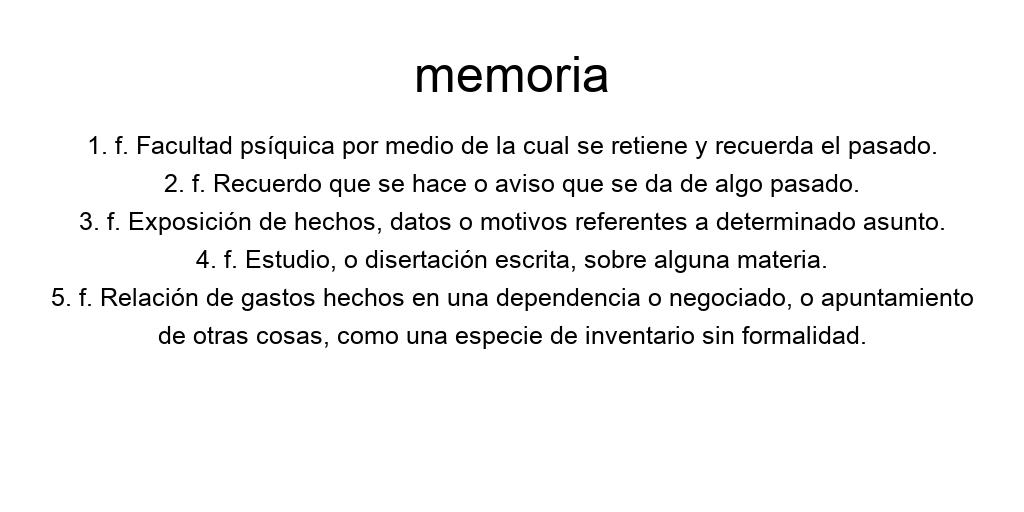 memoria
1. f. Facultad psíquica por medio de la cual se retiene y recuerda el pasado.
2. f. Recuerdo que se hace o aviso que se da de algo pasado.
3. f. Exposición de hechos, datos o motivos referentes a determinado asunto.
4. f. Estudio, o disertación escrita, sobre alguna materia.
5. f. Relación de gastos hechos en una dependencia o negociado, o apuntamiento
de otras cosas, como una especie de inventario sin formalidad.